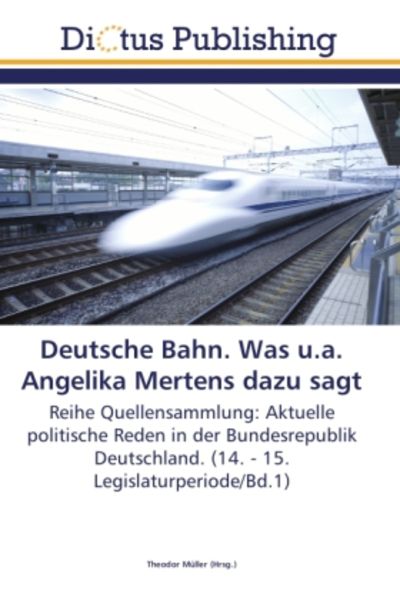 Dictus Publishing
Deutsche Bahn. Was u.a.
Angelika Mertens dazu sagt
Reihe Quellensammlung: Aktuelle
politische Reden in der Bundesrepublik
Deutschland. (14. - 15.
Legislaturperiode/Bd.1)
Theodor Müller (Hrsg.)